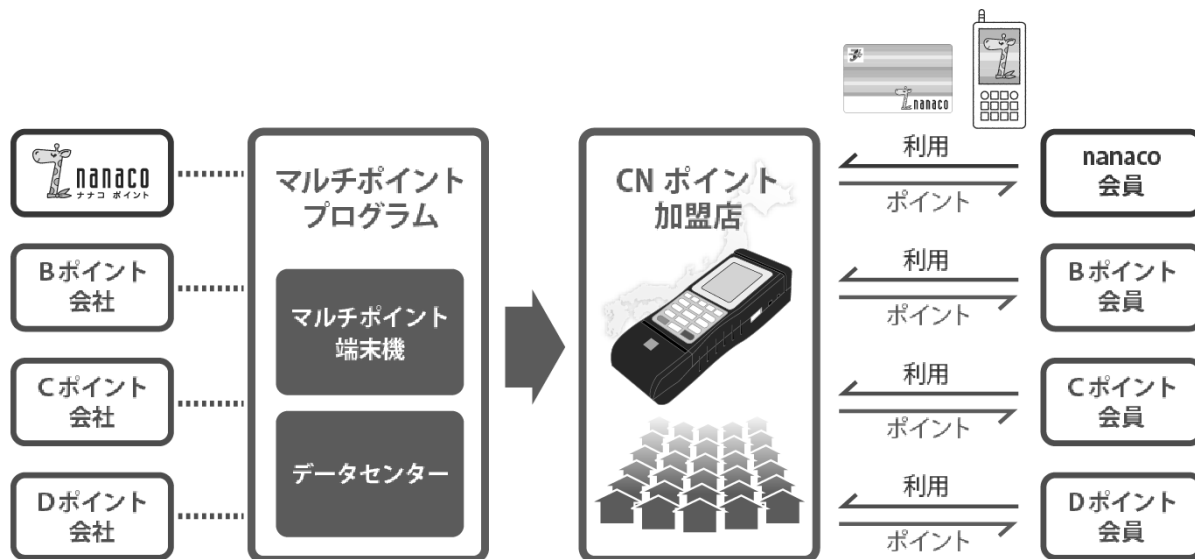 nanaco
nanaco
ナナコ ポイント
マルチポイント
プログラム
CN ポイント
加盟店
利用
ポイント
nanaco
会員
Bポイント
会社
利用
ポイント
Bポイント
会員
マルチポイント
端末機
Cポイント
会社
利用
ポイント
Cポイント
会員
データセンター
Dポイント
会社
利用
ポイント
Dポイント
会員